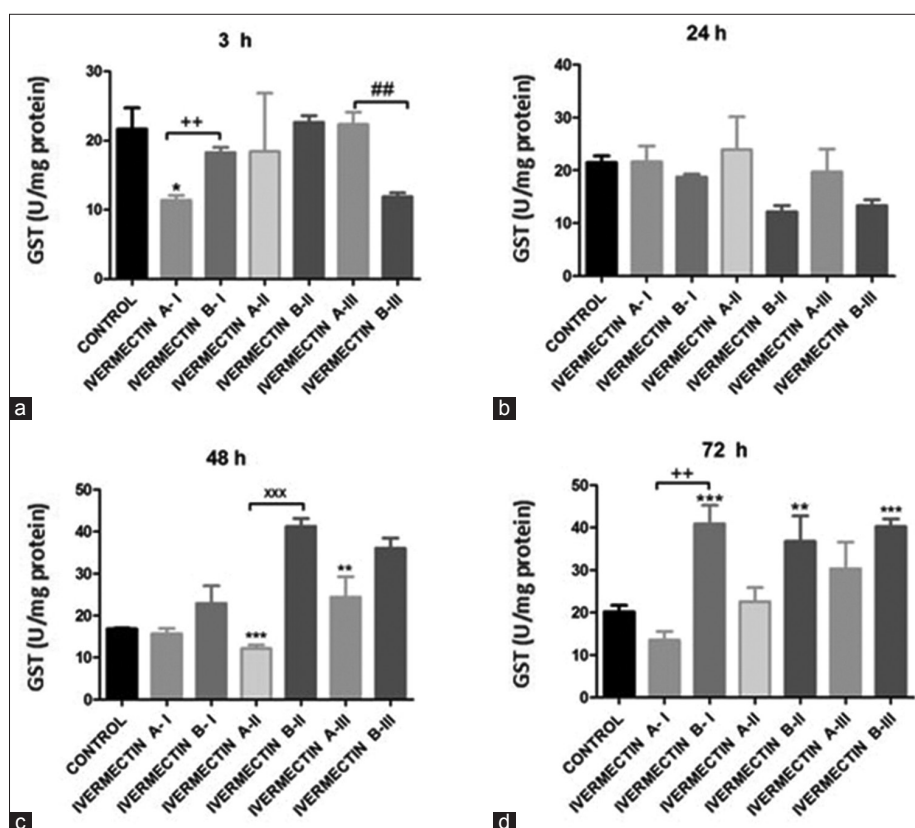 3 h
GST (U/mg protein)
30
20
10
0
++
*
##
CONTROL
IVERMECTIN A- I
IVERMECTIN B- I
IVERMECTIN A-II
IVERMECTIN B-II
IVERMECTIN A-III
IVERMECTIN B-III
a
24 h
GST (U/mg protein)
40
30
20
10
0
CONTROL
IVERMECTIN A- I
IVERMECTIN B- I
IVERMECTIN A-II
IVERMECTIN B-II
IVERMECTIN A-III
IVERMECTIN B-III
b
48 h
GST (U/mg protein)
50
40
30
20
10
0
xxx
***
**
CONTROL
IVERMECTIN A- I
IVERMECTIN B- I
IVERMECTIN A-II
IVERMECTIN B-II
IVERMECTIN A-III
IVERMECTIN B-III
c
72 h
GST (U/mg protein)
50
40
30
20
10
0
++
***
**
***
CONTROL
IVERMECTIN A- I
IVERMECTIN B- I
IVERMECTIN A-II
IVERMECTIN B-II
IVERMECTIN A-III
IVERMECTIN B-III
d